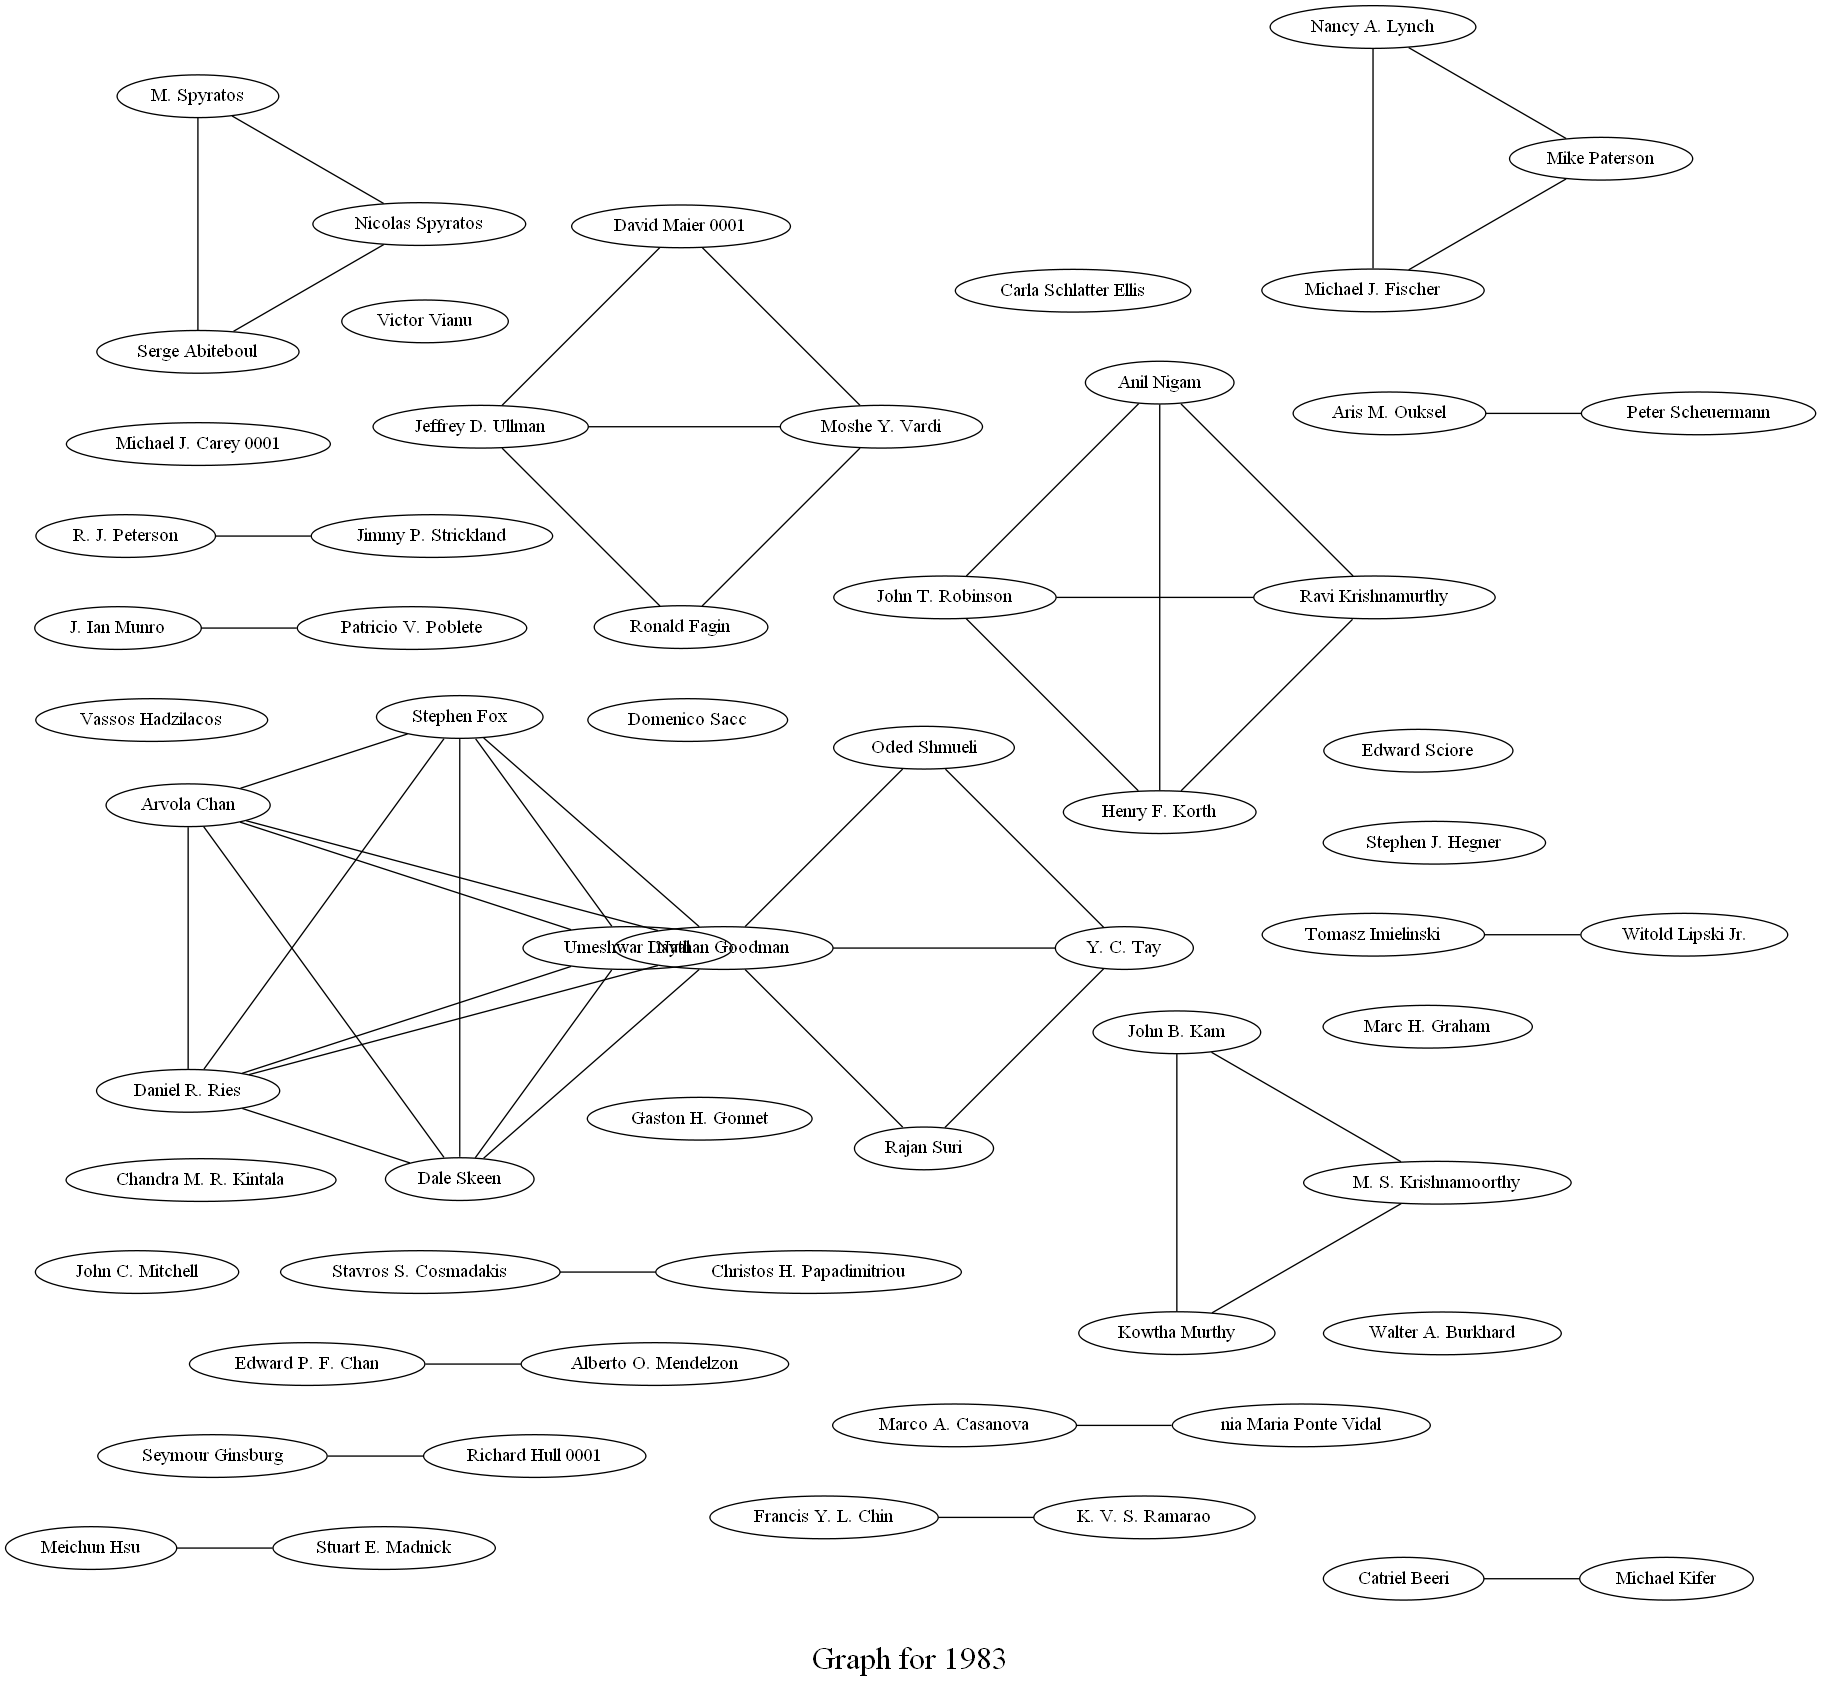 Nancy A. Lynch
M. Spyratos
Mike Paterson
Nicolas Spyratos
David Maier 0001
Carla Schlatter Ellis
Michael J. Fischer
Victor Vianu
Serge Abiteboul
Anil Nigam
Aris M. Ouksel
Peter Scheuermann
Jeffrey D. Ullman
Moshe Y. Vardi
Michael J. Carey 0001
R. J. Peterson
Jimmy P. Strickland
John T. Robinson
Ravi Krishnamurthy
J. Ian Munro
Patricio V. Poblete
Ronald Fagin
Vassos Hadzilacos
Stephen Fox
Domenico Sacc
Oded Shmueli
Edward Sciore
Arvola Chan
Henry F. Korth
Stephen J. Hegner
Tomasz Imielinski
Witold Lipski Jr.
Umeshwar Dayal
Nathan Goodman
Y. C. Tay
Marc H. Graham
John B. Kam
Daniel R. Ries
Gaston H. Gonnet
Rajan Suri
Chandra M. R. Kintala
Dale Skeen
M. S. Krishnamoorthy
John C. Mitchell
Stavros S. Cosmadakis
Christos H. Papadimitriou
Kowtha Murthy
Walter A. Burkhard
Edward P. F. Chan
Alberto O. Mendelzon
Marco A. Casanova
nia Maria Ponte Vidal
Seymour Ginsburg
Richard Hull 0001
Francis Y. L. Chin
K. V. S. Ramarao
Meichun Hsu
Stuart E. Madnick
Catriel Beeri
Michael Kifer
Graph for 1983